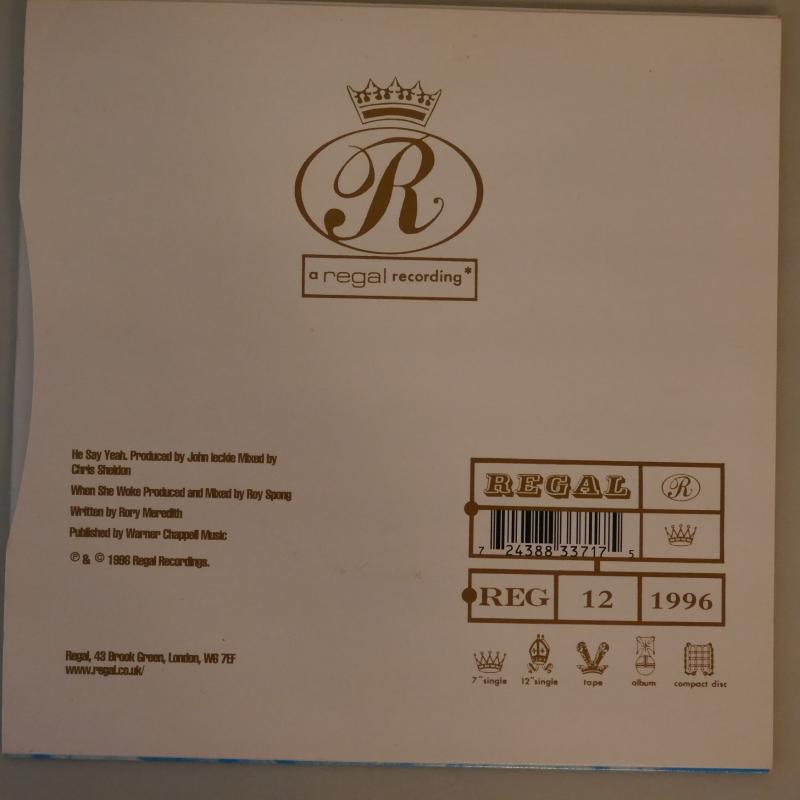 R
a regal recording*
He Say Yeah. Produced by John leckie Mixed by
Chris Sheldon
When She Woke Produced and Mixed by Roy Spong
Written by Rory Meredith
Published by Warner Chappell Music
℗ & © 1996 Regal Recordings.
Regal, 43 Brook Green, London, W6 7EF
www.regal.co.uk/
REGAL
R
7 24388 33717 5
REG 12 1996
7" single 12" single tape album compact disc